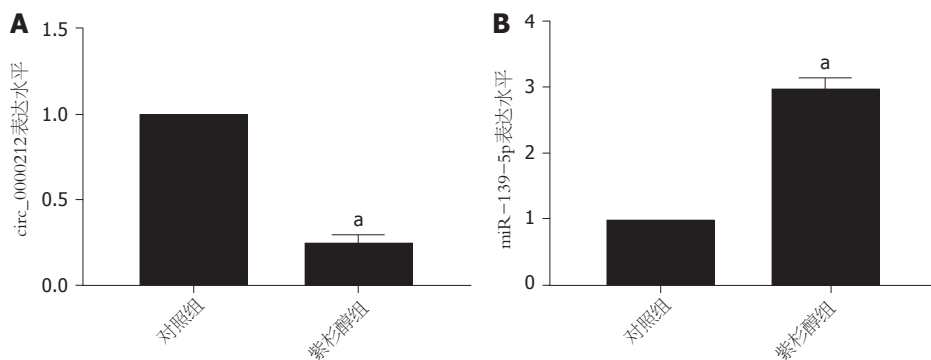 A
circ_0000212表达水平
1.5
1.0
0.5
0.0
a
对照组
紫杉醇组
B
miR-139-5p表达水平
4
3
2
1
0
a
对照组
紫杉醇组